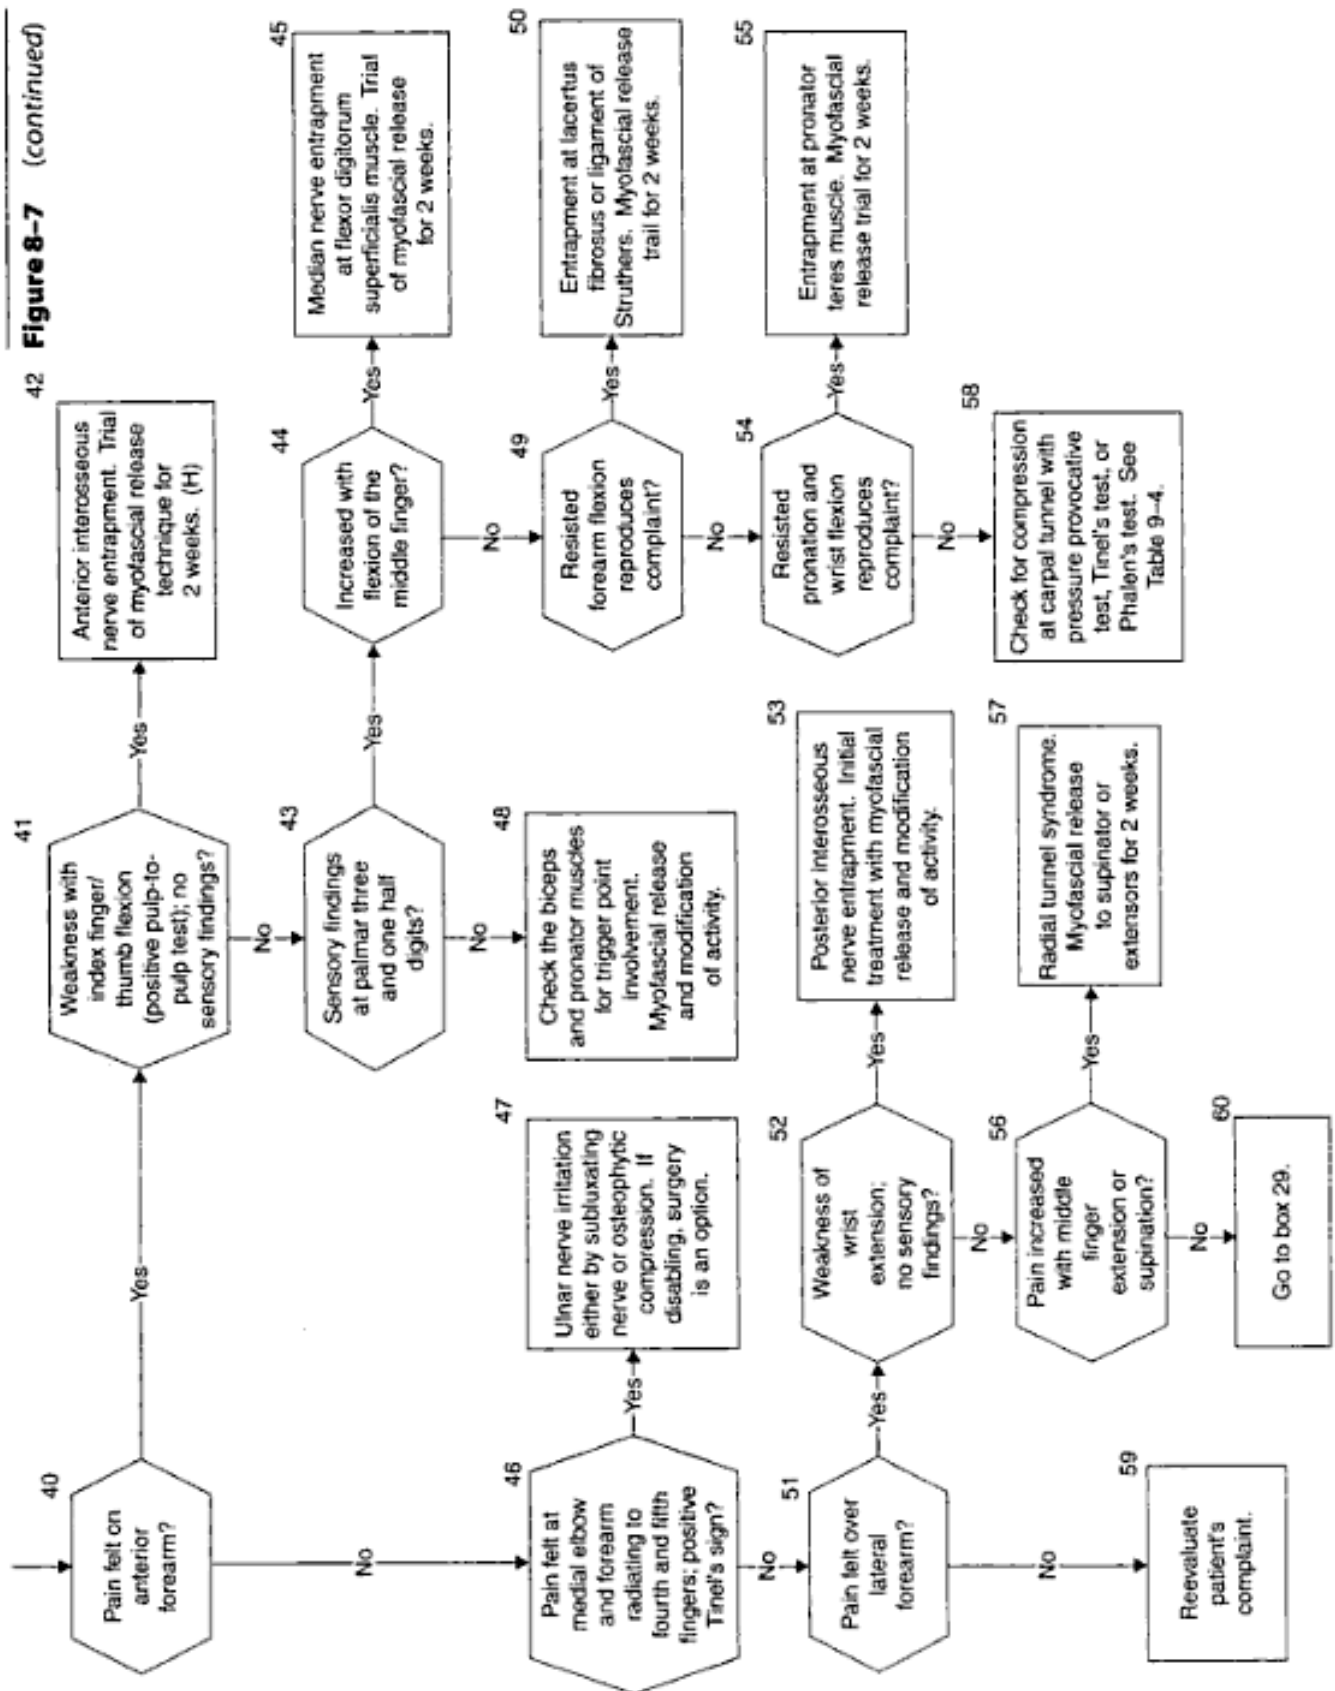 Figure 8–7 (continued)
40
Pain felt on
anterior
forearm?
Yes
No
41
Weakness with
index finger/
thumb flexion
(positive pulp-to-
pulp test); no
sensory findings?
Yes
No
42
Anterior interosseous
nerve entrapment. Trial
of myofascial release
technique for
2 weeks. (H)
43
Sensory findings
at palmar three
and one half
digits?
Yes
No
44
Increased with
flexion of the
middle finger?
Yes
No
45
Median nerve entrapment
at flexor digitorum
superficialis muscle. Trial
of myofascial release
for 2 weeks.
46
Pain felt at
medial elbow
and forearm
radiating to
fourth and fifth
fingers; positive
Tinel's sign?
Yes
No
47
Ulnar nerve irritation
either by subluxating
nerve or osteophytic
compression. If
disabling, surgery
is an option.
48
Check the biceps
and pronator muscles
for trigger point
involvement.
Myofascial release
and modification
of activity.
49
Resisted
forearm flexion
reproduces
complaint?
Yes
No
50
Entrapment at lacertus
fibrosus or ligament of
Struthers. Myofascial release
trail for 2 weeks.
51
Pain felt over
lateral
forearm?
Yes
No
52
Weakness of
wrist
extension;
no sensory
findings?
Yes
No
53
Posterior interosseous
nerve entrapment. Initial
treatment with myofascial
release and modification
of activity.
54
Resisted
pronation and
wrist flexion
reproduces
complaint?
Yes
No
55
Entrapment at pronator
teres muscle. Myofascial
release trial for 2 weeks.
56
Pain increased
with middle
finger
extension or
supination?
Yes
No
57
Radial tunnel syndrome.
Myofascial release
to supinator or
extensors for 2 weeks.
58
Check for compression
at carpal tunnel with
pressure provocative
test, Tinel's test, or
Phalen's test. See
Table 9–4.
59
Reevaluate
patient's
complaint.
60
Go to box 29.